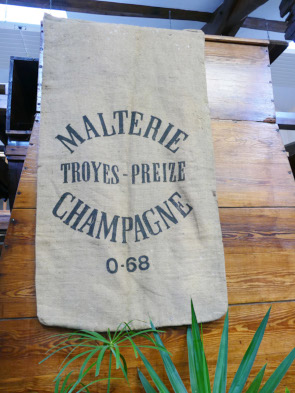 MALTERIE
TROYES-PREIZE
CHAMPAGNE
0-68